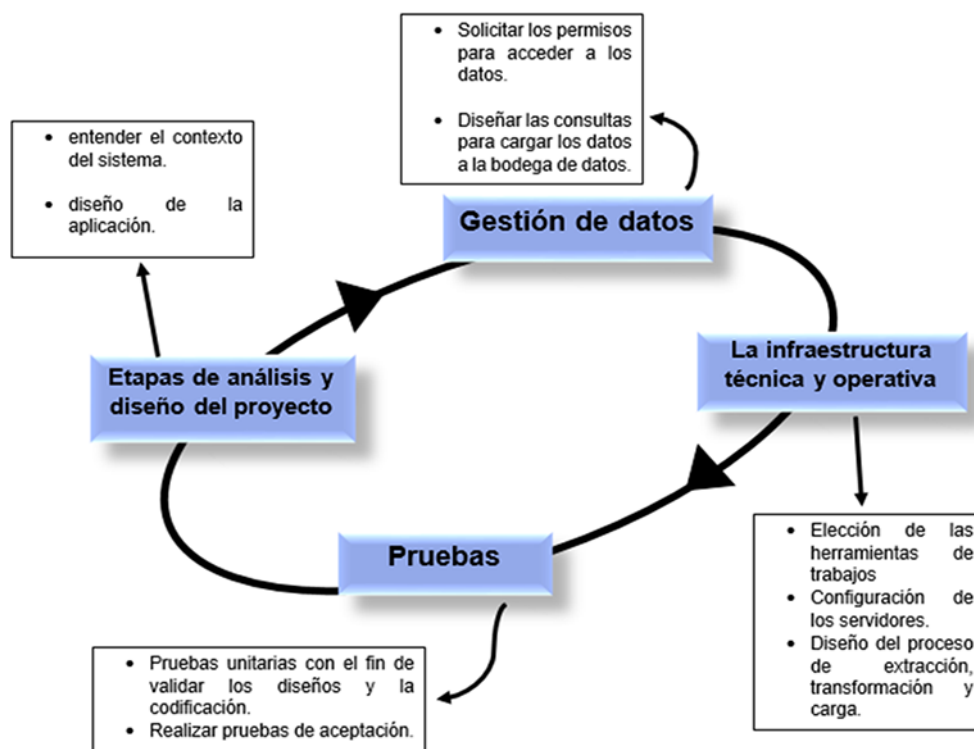 • Solicitar los permisos
para acceder a los
datos.
• Diseñar las consultas
para cargar los datos
a la bodega de datos.
• entender el contexto
del sistema.
• diseño de la
aplicación.
Gestión de datos
La infraestructura
técnica y operativa
Etapas de análisis y
diseño del proyecto
Pruebas
• Elección de las
herramientas de
trabajos
• Configuración de
los servidores.
• Diseño del proceso
de extracción,
transformación y
carga.
• Pruebas unitarias con el fin de
validar los diseños y la
codificación.
• Realizar pruebas de aceptación.